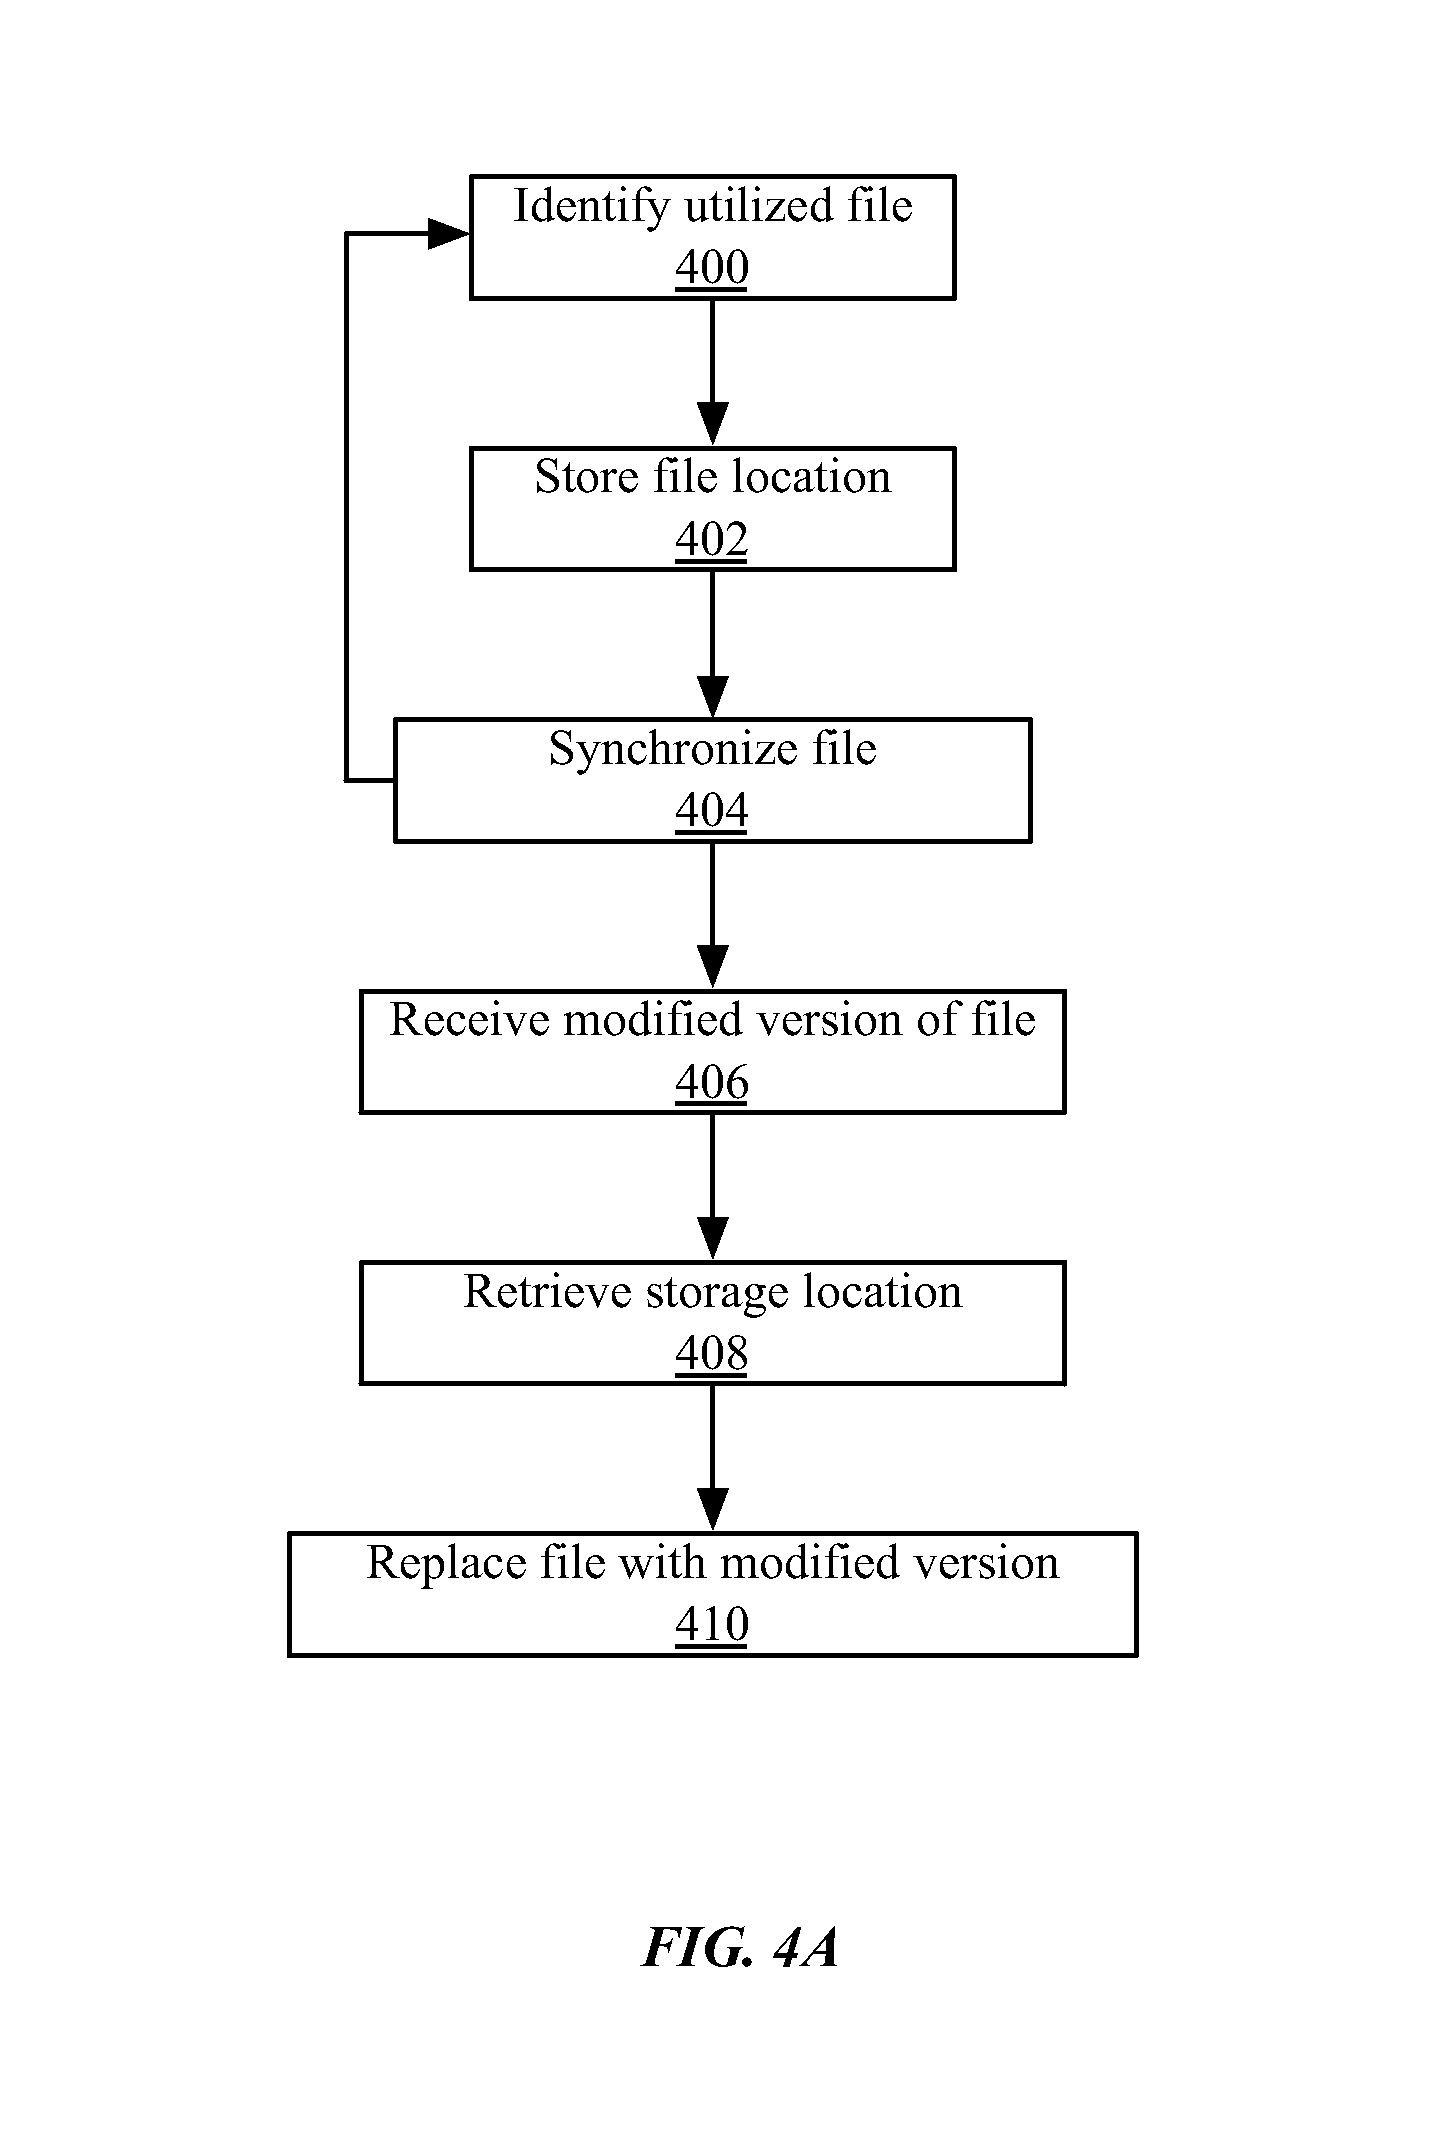 Identify utilized file
400
Store file location
402
Synchronize file
404
Receive modified version of file
406
Retrieve storage location
408
Replace file with modified version
410
FIG. 4A